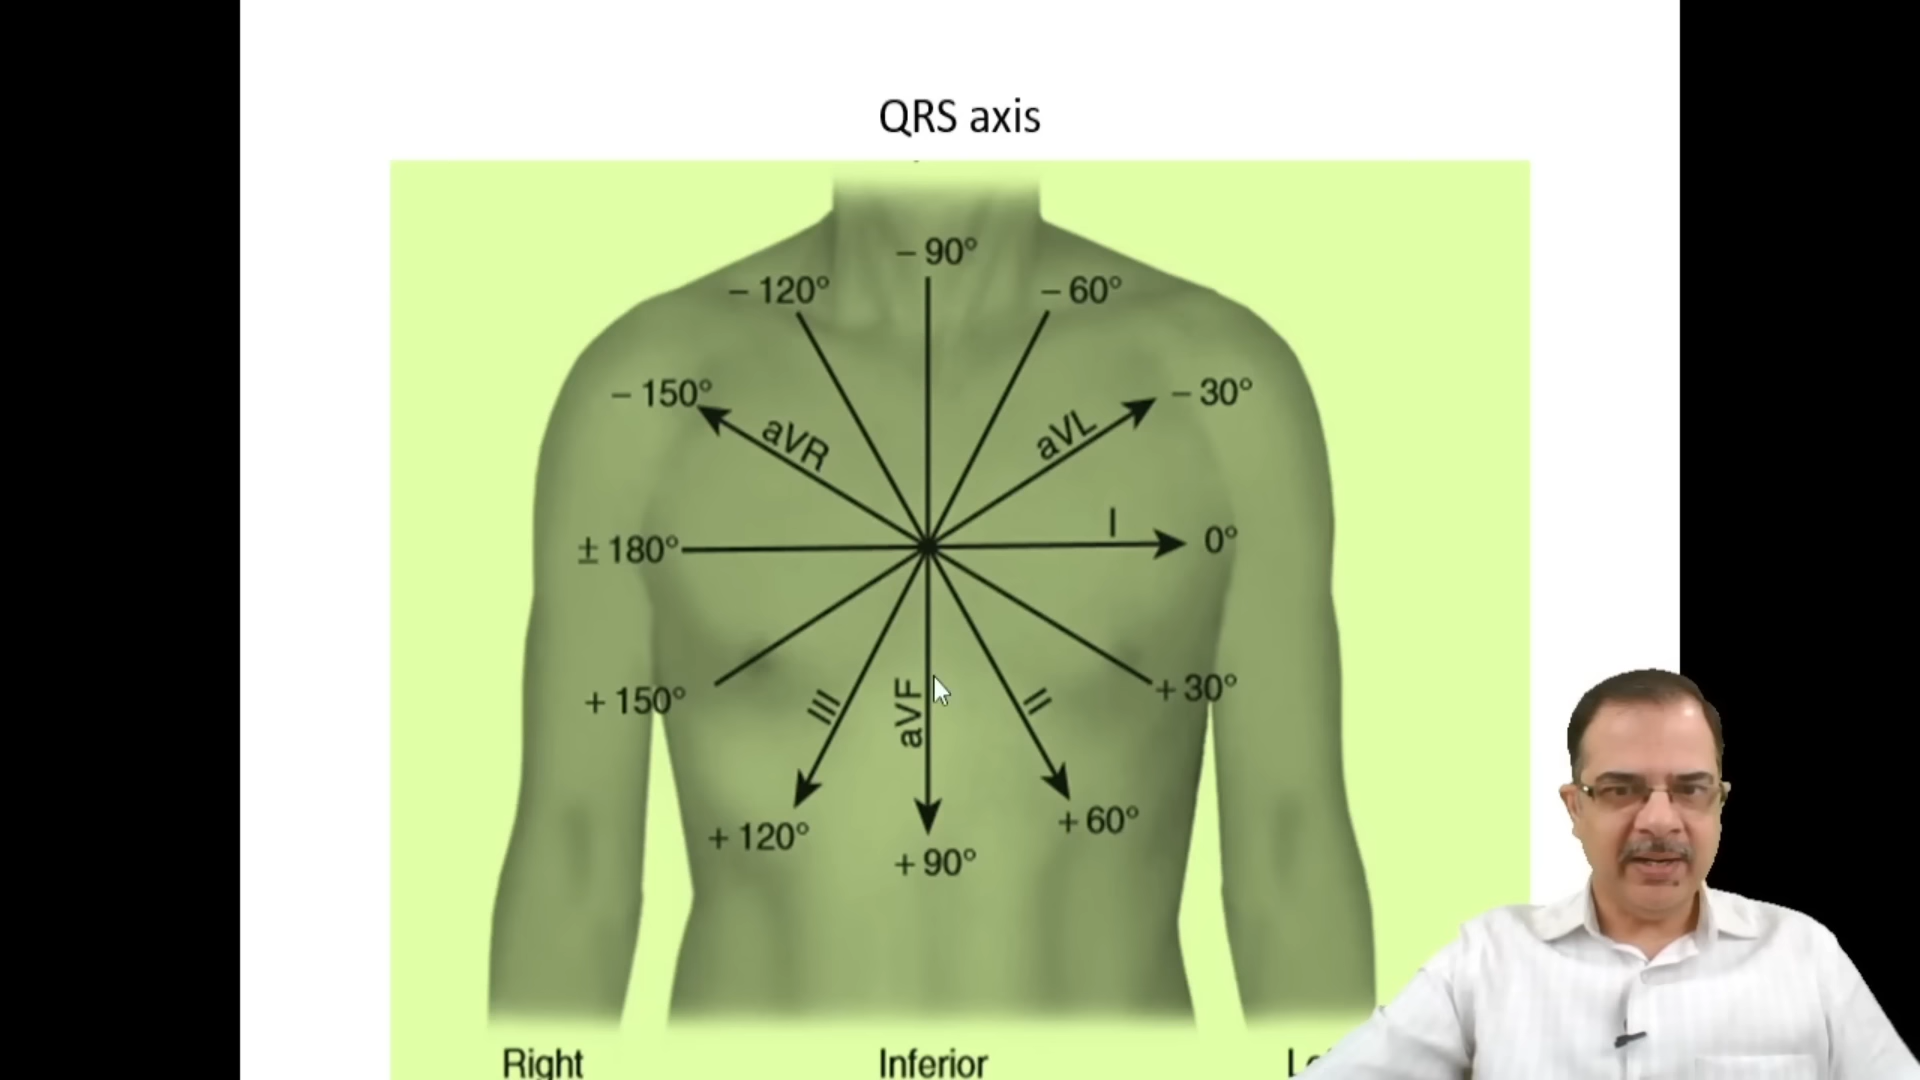 QRS axis
– 90°
– 120°
– 60°
– 150°
– 30°
aVR
aVL
I
± 180°
0°
+ 150°
III
aVF
II
+ 30°
+ 120°
+ 90°
+ 60°
Right
Inferior